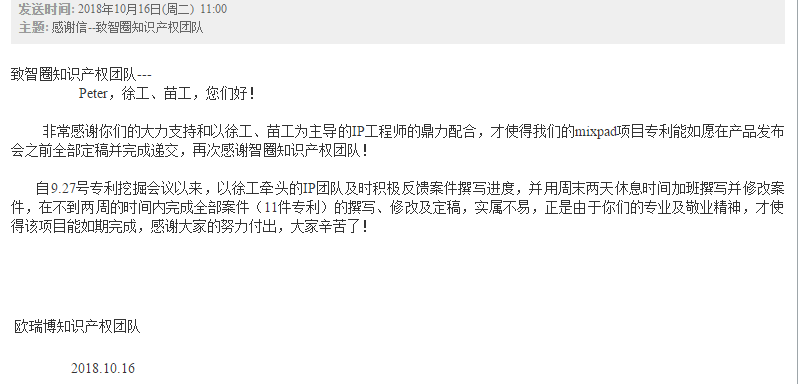 发送时间: 2018年10月16日(周二) 11:00
主题: 感谢信--致智圈知识产权团队
致智圈知识产权团队---
Peter，徐工、苗工，您们好！
非常感谢你们的大力支持和以徐工、苗工为主导的IP工程师的鼎力配合，才使得我们的mixpad项目专利能如愿在产品发布
会之前全部定稿并完成递交，再次感谢智圈知识产权团队！
自9.27号专利挖掘会议以来，以徐工牵头的IP团队及时积极反馈案件撰写进度，并用周末两天休息时间加班撰写并修改案
件，在不到两周的时间内完成全部案件（11件专利）的撰写、修改及定稿，实属不易，正是由于你们的专业及敬业精神，才使
得该项目能如期完成，感谢大家的努力付出，大家辛苦了！
欧瑞博知识产权团队
2018.10.16